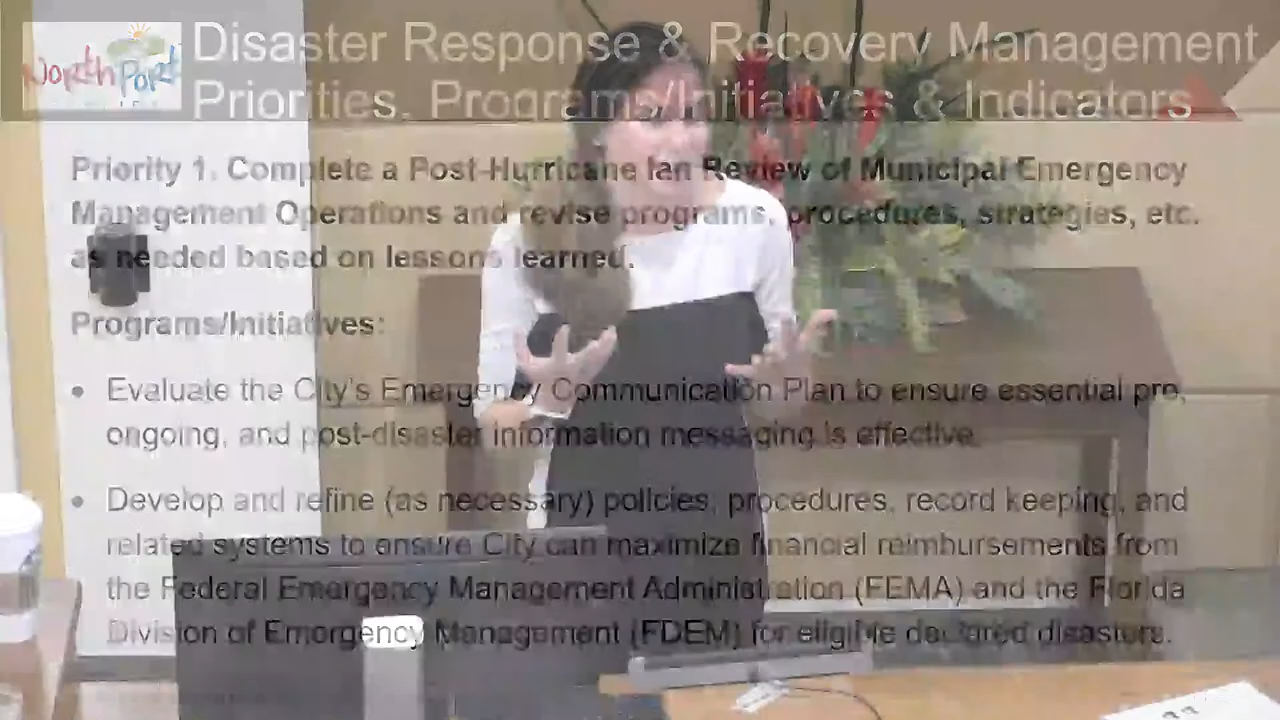 North Port
Disaster Response & Recovery Management
Priorities, Programs/Initiatives & Indicators
Priority 1. Complete a Post-Hurricane Ian Review of Municipal Emergency
Management Operations and revise programs, procedures, strategies, etc.
as needed based on lessons learned.
Programs/Initiatives:
• Evaluate the City's Emergency Communication Plan to ensure essential pre,
ongoing, and post-disaster information messaging is effective.
• Develop and refine (as necessary) policies, procedures, record keeping, and
related systems to ensure City can maximize financial reimbursements from
the Federal Emergency Management Administration (FEMA) and the Florida
Division of Emergency Management (FDEM) for eligible declared disasters.